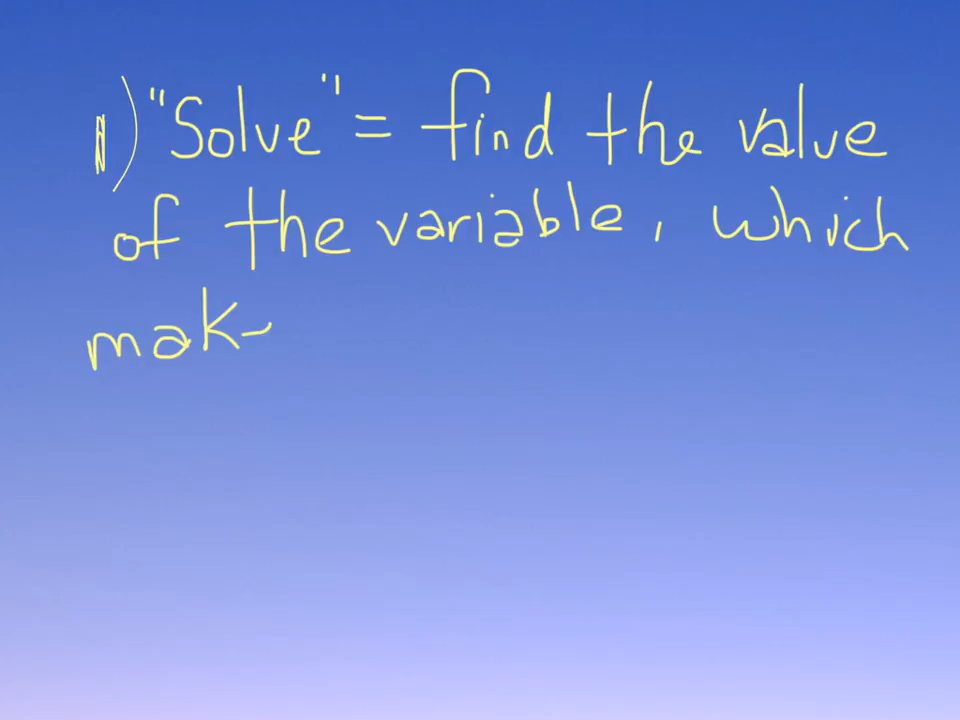 1) "Solve" = find the value
of the variable, which
mak